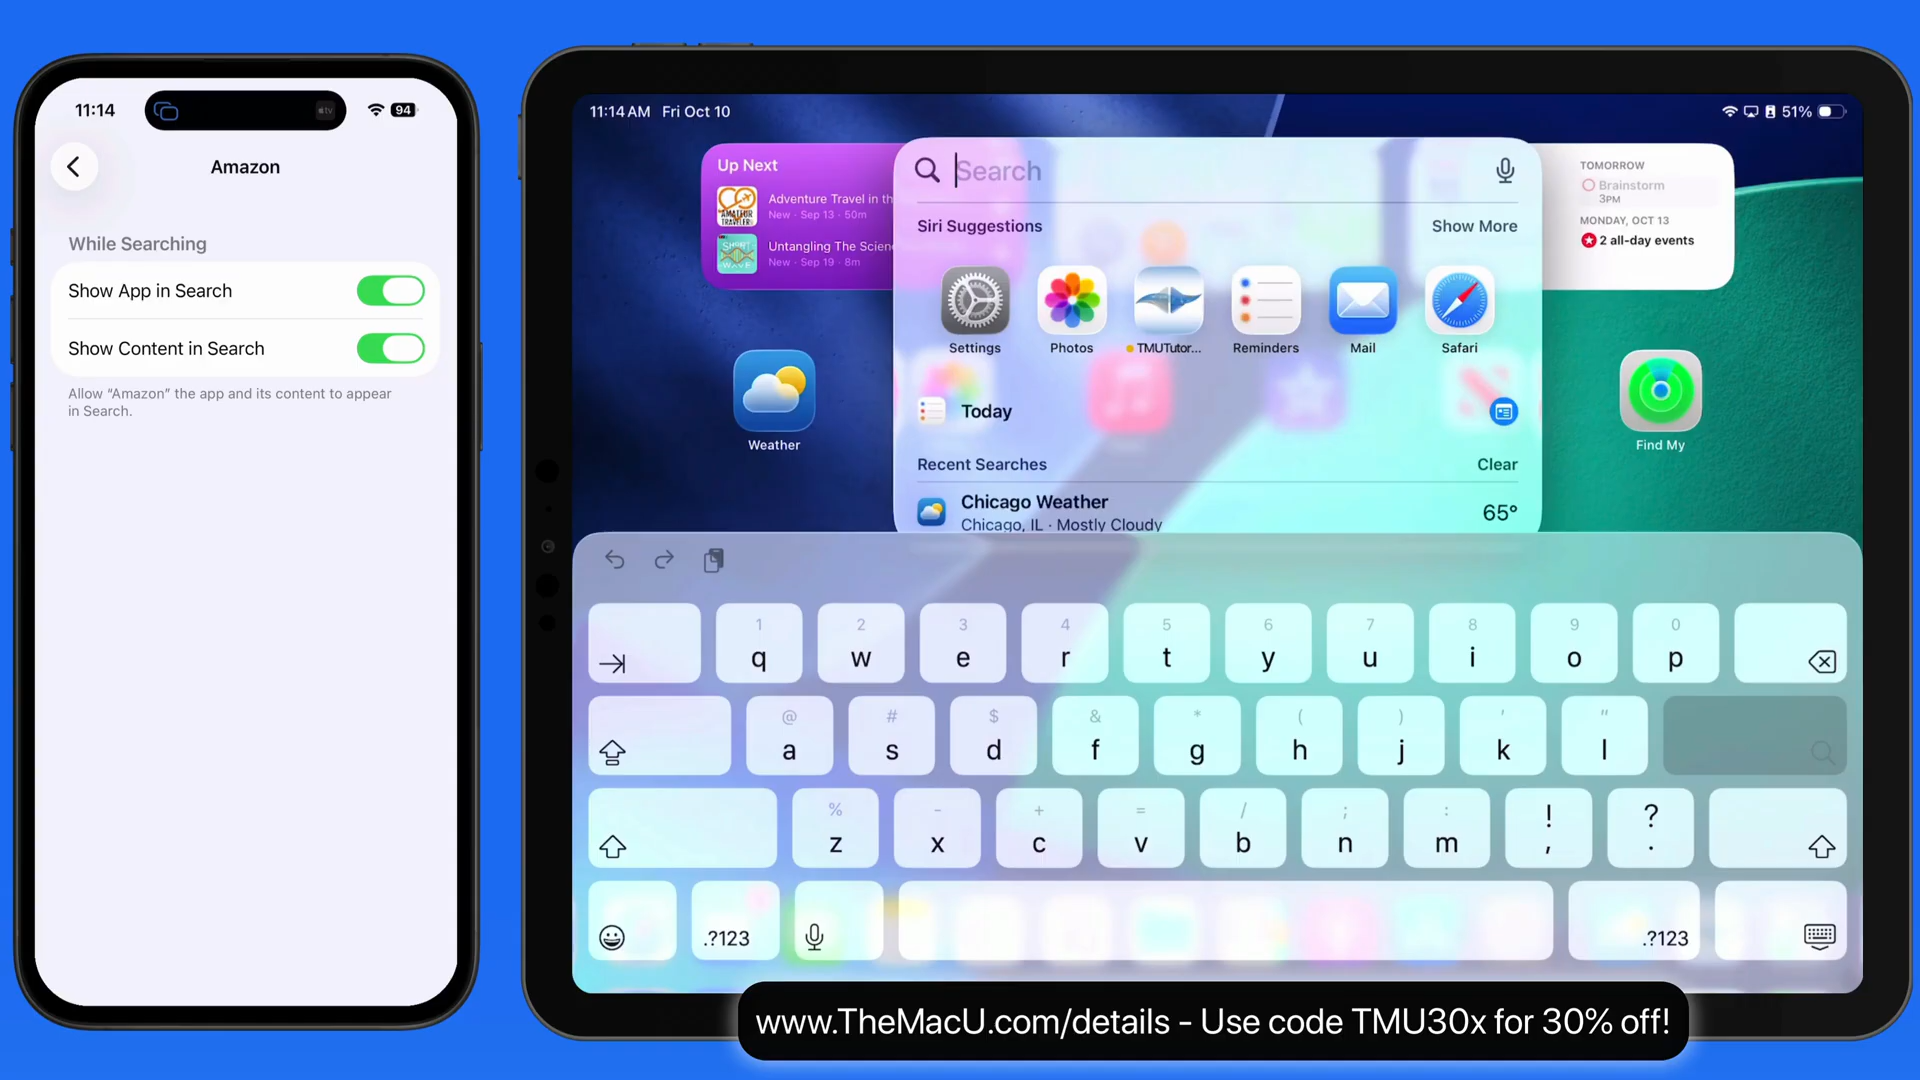 11:14
94
Amazon
While Searching
Show App in Search
Show Content in Search
Allow “Amazon” the app and its content to appear
in Search.
11:14 AM Fri Oct 10
51%
Up Next
Adventure Travel in th
New · Sep 13 · 50m
Untangling The Scienc
New · Sep 19 · 8m
AMATEUR
TRAVELER
SHORT
WAVE
Search
Siri Suggestions
Show More
Settings
Photos
TMUTutor...
Reminders
Mail
Safari
Today
Recent Searches
Clear
Chicago Weather
Chicago, IL · Mostly Cloudy
65°
TOMORROW
Brainstorm
3PM
MONDAY, OCT 13
2 all-day events
Weather
Find My
1 2 3 4 5 6 7 8 9 0
q w e r t y u i o p
@ # $ & * ( ) ' "
a s d f g h j k l
% - + = / ; : ! ?
z x c v b n m , .
.?123 .?123
www.TheMacU.com/details - Use code TMU30x for 30% off!